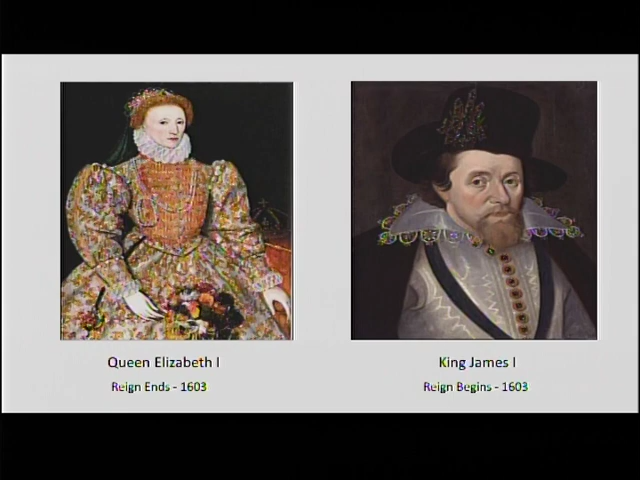 Queen Elizabeth I
Reign Ends - 1603
King James I
Reign Begins - 1603